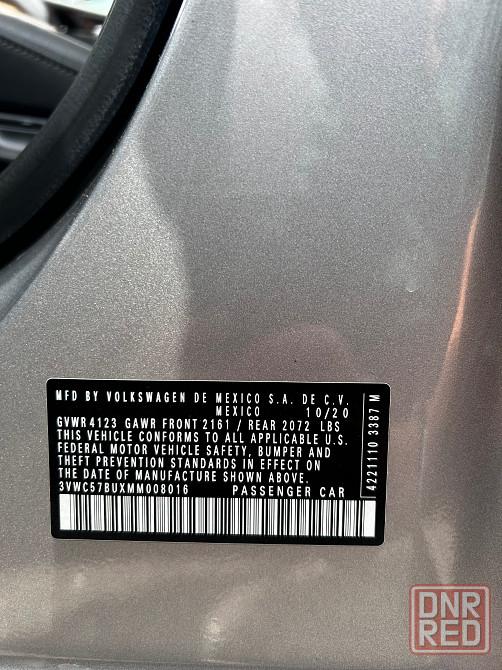 MFD BY VOLKSWAGEN DE MEXICO S.A. DE C.V.
MEXICO 10/20
GVWR 4123 GAWR FRONT 2161 / REAR 2072 LBS
THIS VEHICLE CONFORMS TO ALL APPLICABLE U.S.
FEDERAL MOTOR VEHICLE SAFETY, BUMPER AND
THEFT PREVENTION STANDARDS IN EFFECT ON
THE DATE OF MANUFACTURE SHOWN ABOVE.
3VWC57BUXMM008016 PASSENGER CAR
4221110 3387 M
DNR
RED